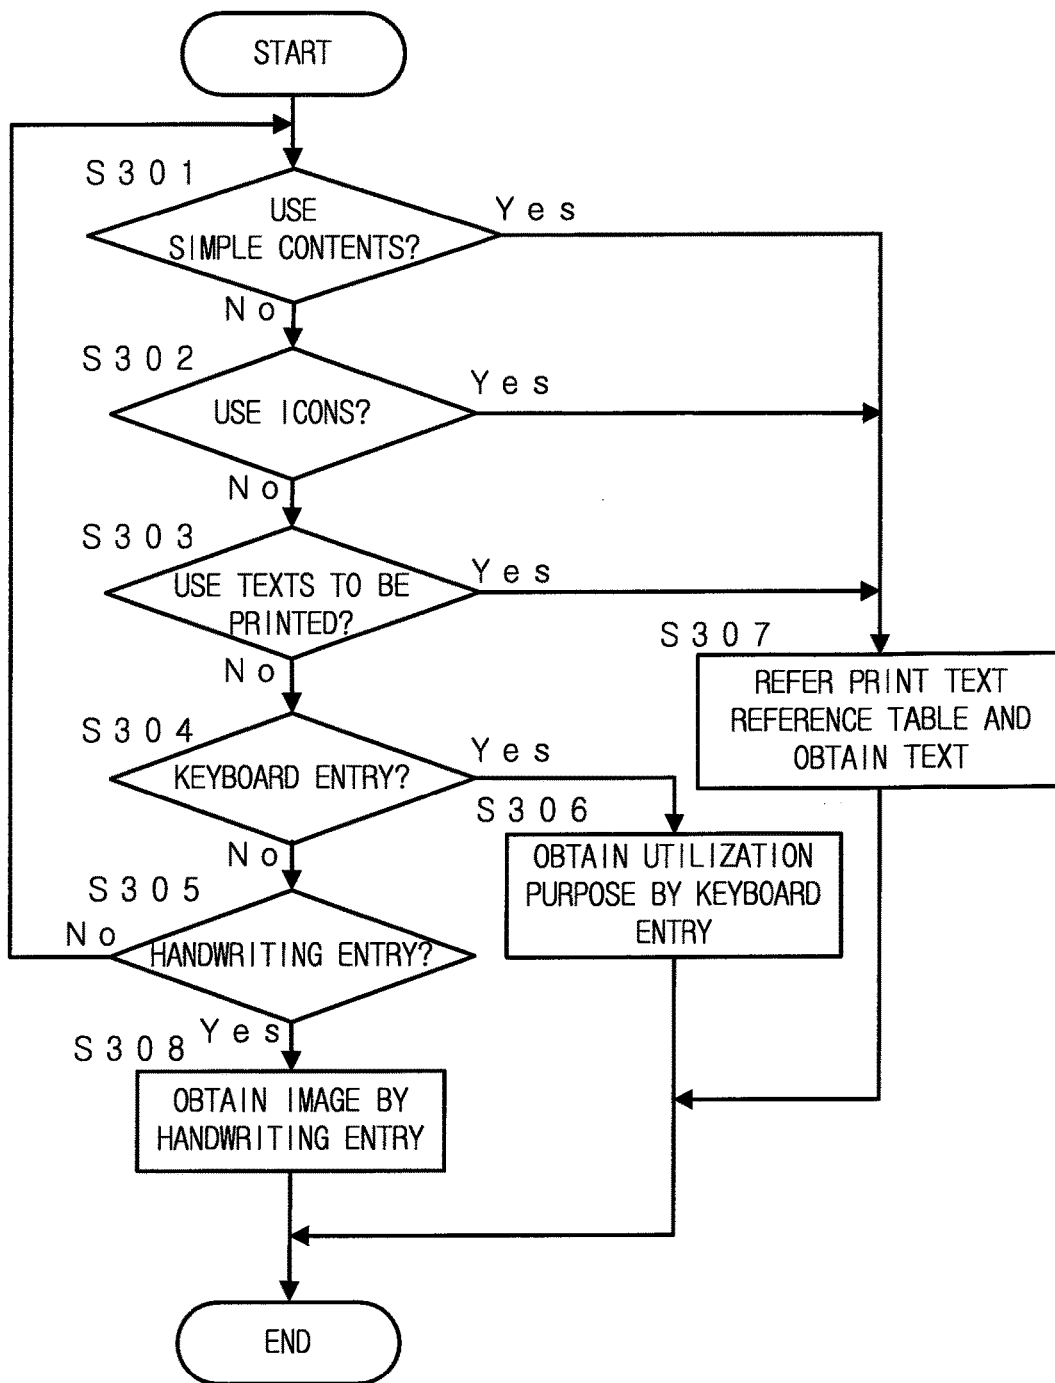 START
S301
USE
SIMPLE CONTENTS?
Yes
No
S302
USE ICONS?
Yes
No
S303
USE TEXTS TO BE
PRINTED?
Yes
No
S307
REFER PRINT TEXT
REFERENCE TABLE AND
OBTAIN TEXT
S304
KEYBOARD ENTRY?
Yes
No
S306
OBTAIN UTILIZATION
PURPOSE BY KEYBOARD
ENTRY
S305
HANDWRITING ENTRY?
No
Yes
S308
OBTAIN IMAGE BY
HANDWRITING ENTRY
END